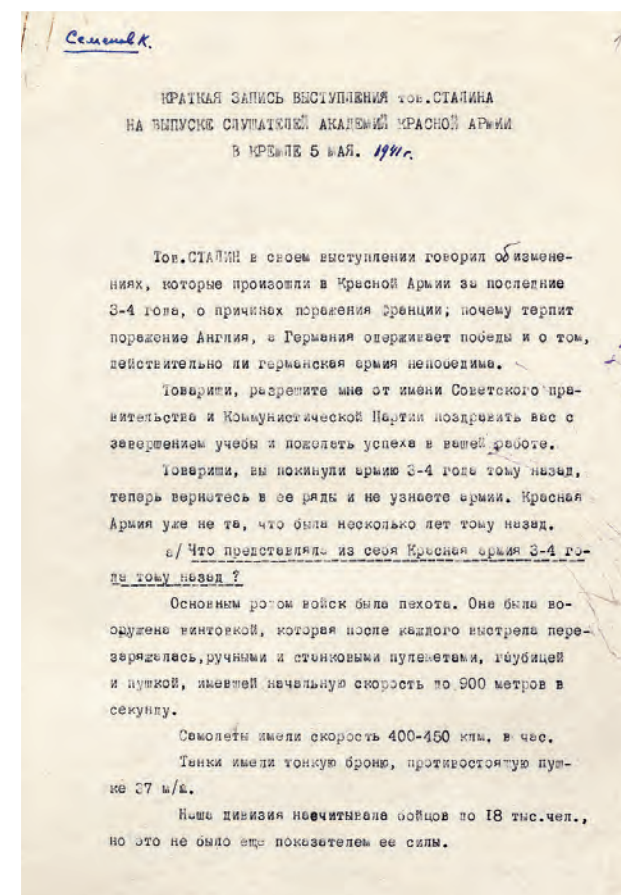 Семенов К.
КРАТКАЯ ЗАПИСЬ ВЫСТУПЛЕНИЯ тов.СТАЛИНА
НА ВЫПУСКЕ СЛУШАТЕЛЕЙ АКАДЕМИЙ КРАСНОЙ АРМИИ
В КРЕМЛЕ 5 МАЯ. 1941г.
Тов.СТАЛИН в своем выступлении говорил об измене-
ниях, которые произошли в Красной Армии за последние
3-4 года, о причинах поражения Франции; почему терпит
поражение Англия, а Германия одерживает победы и о том,
действительно ли германская армия непобедима.
Товарищи, разрешите мне от имени Советского пра-
вительства и Коммунистической Партии поздравить вас с
завершением учебы и пожелать успеха в вашей работе.
Товарищи, вы покинули армию 3-4 года тому назад,
теперь вернетесь в ее ряды и не узнаете армии. Красная
Армия уже не та, что была несколько лет тому назад.
а/ Что представляла из себя Красная армия 3-4 го-
да тому назад ?
Основным родом войск была пехота. Она была во-
оружена винтовкой, которая после каждого выстрела пере-
заряжалась,ручными и станковыми пулеметами, гаубицей
и пушкой, имевшей начальную скорость до 900 метров в
секунду.
Самолеты имели скорость 400-450 клм. в час.
Танки имели тонкую броню, противостоящую пуш-
ке 37 м/м.
Наша дивизия насчитывала бойцов до 18 тыс.чел.,
но это не было еще показателем ее силы.